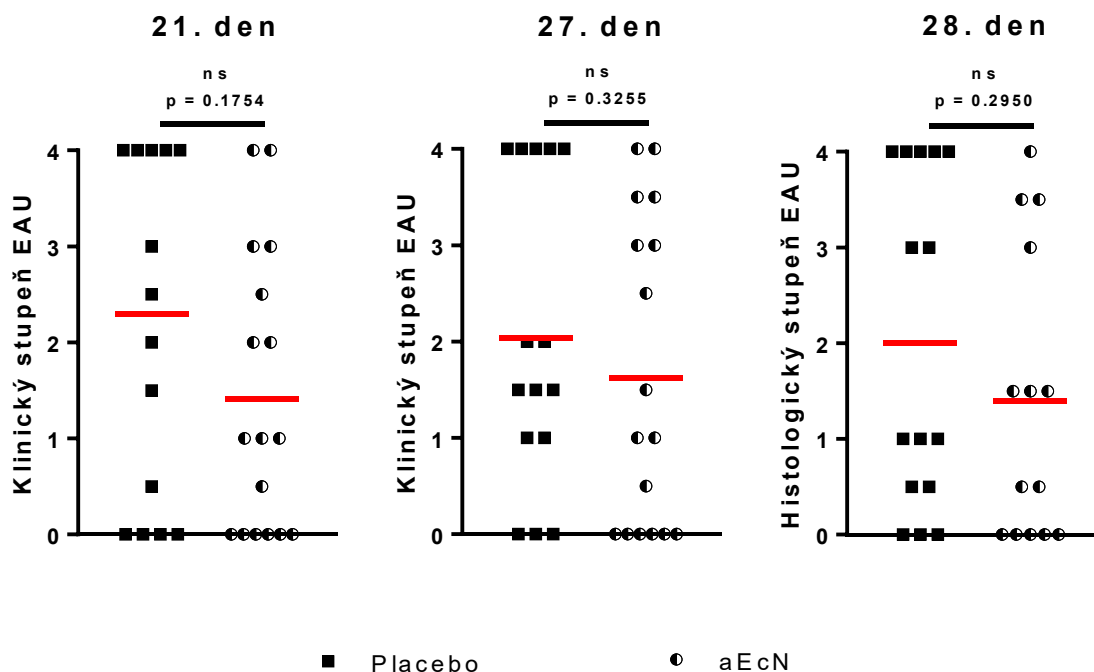 21. den
ns
p = 0.1754
Klinický stupeň EAU
4
3
2
1
0
27. den
ns
p = 0.3255
Klinický stupeň EAU
4
3
2
1
0
28. den
ns
p = 0.2950
Histologický stupeň EAU
4
3
2
1
0
Placebo
aEcN